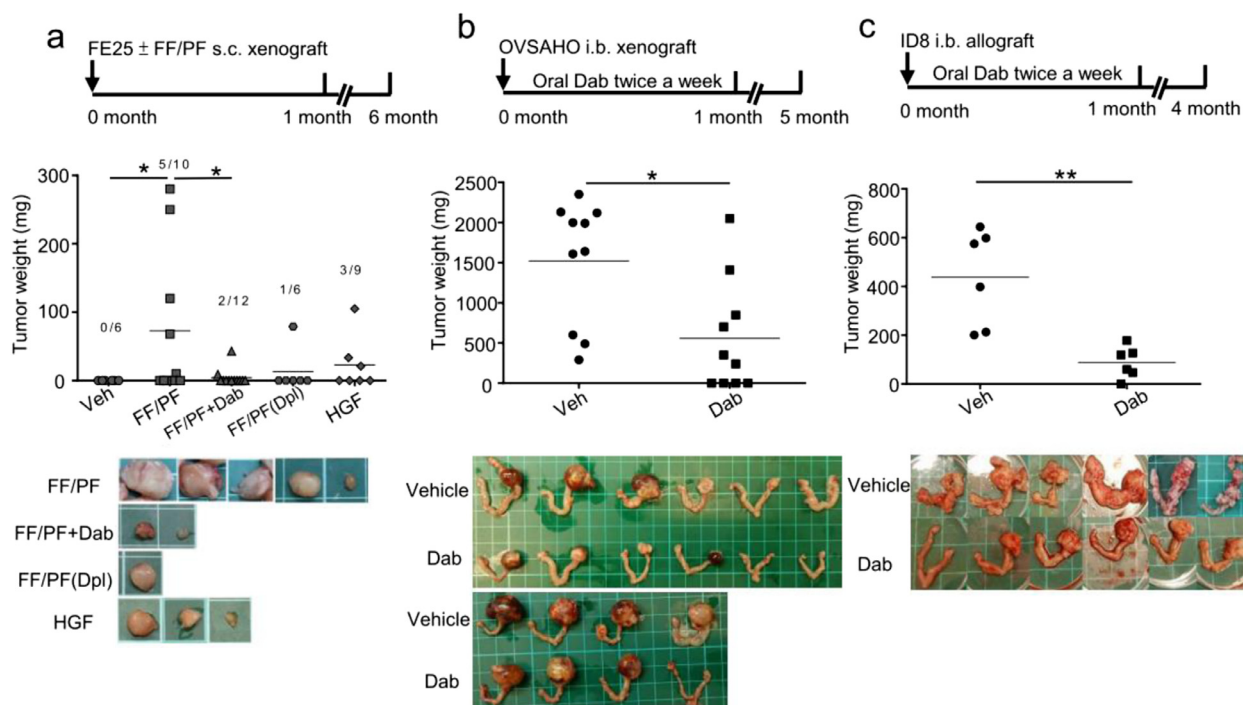 a
FE25 ± FF/PF s.c. xenograft
0 month
1 month
6 month
Tumor weight (mg)
300
200
100
0
*
5/10
*
0/6
2/12
1/6
3/9
Veh
FF/PF
FF/PF+Dab
FF/PF(Dpl)
HGF
FF/PF
FF/PF+Dab
FF/PF(Dpl)
HGF
b
OVSAHO i.b. xenograft
Oral Dab twice a week
0 month
1 month
5 month
Tumor weight (mg)
2500
2000
1500
1000
500
0
*
Veh
Dab
Vehicle
Dab
Vehicle
Dab
c
ID8 i.b. allograft
Oral Dab twice a week
0 month
1 month
4 month
Tumor weight (mg)
800
600
400
200
0
**
Veh
Dab
Vehicle
Dab